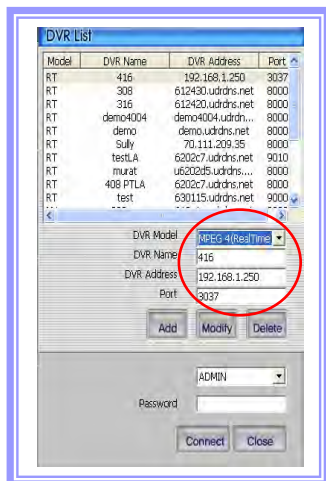 DVR List
Model DVR Name DVR Address Port
RT 416 192.168.1.250 3037
RT 308 612430.udrdns.net 8000
RT 316 612420.udrdns.net 8000
RT demo4004 demo4004.udrdn... 8000
RT demo demo.udrdns.net 8000
RT Sully 70.111.209.35 8000
RT testLA 6202c7.udrdns.net 9010
RT murat u6202d5.udrdns.... 8000
RT 408 PTLA 6202c7.udrdns.net 8000
RT test 630115.udrdns.net 9000
DVR Model MPEG 4(RealTime
DVR Name 416
DVR Address 192.168.1.250
Port 3037
Add Modify Delete
ADMIN
Password
Connect Close